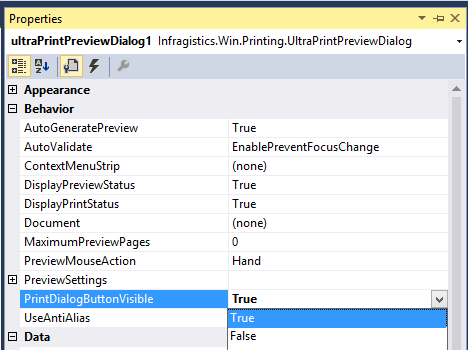 Properties
ultraPrintPreviewDialog1 Infragistics.Win.Printing.UltraPrintPreviewDialog
Appearance
Behavior
AutoGeneratePreview True
AutoValidate EnablePreventFocusChange
ContextMenuStrip (none)
DisplayPreviewStatus True
DisplayPrintStatus True
Document (none)
MaximumPreviewPages 0
PreviewMouseAction Hand
PreviewSettings
PrintDialogButtonVisible True
UseAntiAlias True
False
Data